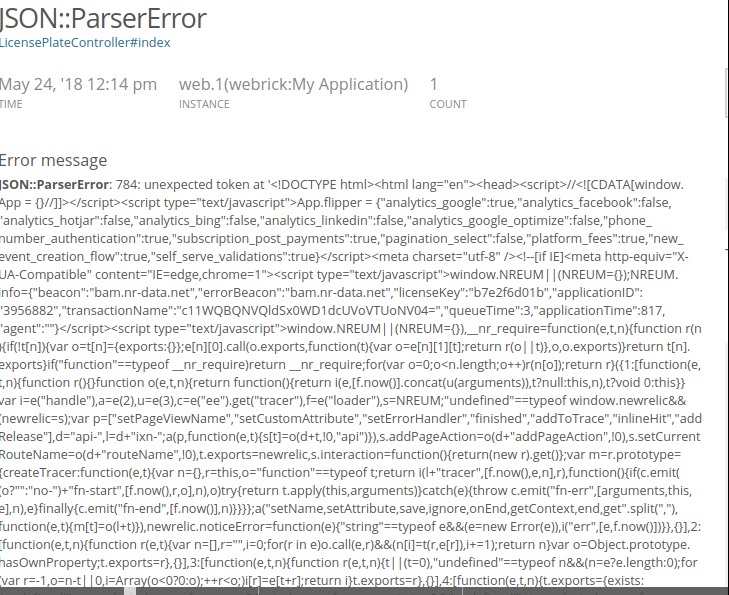 JSON::ParserError
LicensePlateController#index
May 24, '18 12:14 pm web.1(webrick:My Application) 1
TIME INSTANCE COUNT
Error message
JSON::ParserError: 784: unexpected token at '<!DOCTYPE html><html lang="en"><head><script>//<![CDATA[window.
App = {}//]]></script><script type="text/javascript">App.flipper = {"analytics_google":true,"analytics_facebook":false,
"analytics_hotjar":false,"analytics_bing":false,"analytics_linkedin":false,"analytics_google_optimize":false,"phone_
number_authentication":true,"subscription_post_payments":true,"pagination_select":false,"platform_fees":true,"new_
event_creation_flow":true,"self_serve_validations":true}</script><meta charset="utf-8" /><!--[if IE]<meta http-equiv="X-
UA-Compatible" content="IE=edge,chrome=1"><script type="text/javascript">window.NREUM||(NREUM={});NREUM.
info={"beacon":"bam.nr-data.net","errorBeacon":"bam.nr-data.net","licenseKey":"b7e2f6d01b","applicationID":
"3956882","transactionName":"c11WQBQNVQldSx0WD1dcUVoVTUoNV04=","queueTime":3,"applicationTime":817,
"agent":""}</script><script type="text/javascript">window.NREUM||(NREUM={}),__nr_require=function(e,t,n){function r(n
){if(!t[n]){var o=t[n]={exports:{}};e[n][0].call(o.exports,function(t){var o=e[n][1][t];return r(o||t)},o,o.exports)}return t[n].
exports}if("function"==typeof __nr_require)return __nr_require;for(var o=0;o<n.length;o++)r(n[o]);return r}({1:[function(e,
t,n){function r(){}function o(e,t,n){return function(){return i(e,[f.now()].concat(u(arguments)),t?null:this,n),t?void 0:this}}
var i=e("handle"),a=e(2),u=e(3),c=e("ee").get("tracer"),f=e("loader"),s=NREUM;"undefined"==typeof window.newrelic&&
(newrelic=s);var p=["setPageViewName","setCustomAttribute","setErrorHandler","finished","addToTrace","inlineHit","add
Release"],d="api-",l=d+"ixn-";a(p,function(e,t){s[t]=o(d+t,!0,"api")}),s.addPageAction=o(d+"addPageAction",!0),s.setCurrent
RouteName=o(d+"routeName",!0),t.exports=newrelic,s.interaction=function(){return(new r).get()};var m=r.prototype=
{createTracer:function(e,t){var n={},r=this,o="function"==typeof t;return i(l+"tracer",[f.now(),e,n],r),function(){if(c.emit(
(o?"":"no-")+"fn-start",[f.now(),r,o],n),o)try{return t.apply(this,arguments)}catch(e){throw c.emit("fn-err",[arguments,this,
e],n),e}finally{c.emit("fn-end",[f.now()],n)}}}};a("setName,setAttribute,save,ignore,onEnd,getContext,end,get".split(","),
function(e,t){m[t]=o(l+t)}),newrelic.noticeError=function(e){"string"==typeof e&&(e=new Error(e)),i("err",[e,f.now()])}},{}],2:
[function(e,t,n){function r(e,t){var n=[],r="",i=0;for(r in e)o.call(e,r)&&(n[i]=t(r,e[r]),i+=1);return n}var o=Object.prototype.
hasOwnProperty;t.exports=r},{}],3:[function(e,t,n){function r(e,t,n){t||(t=0),"undefined"==typeof n&&(n=e?e.length:0);for
(var r=-1,o=n-t||0,i=Array(o<0?0:o);++r<o;)i[r]=e[t+r];return i}t.exports=r},{}],4:[function(e,t,n){t.exports={exists: